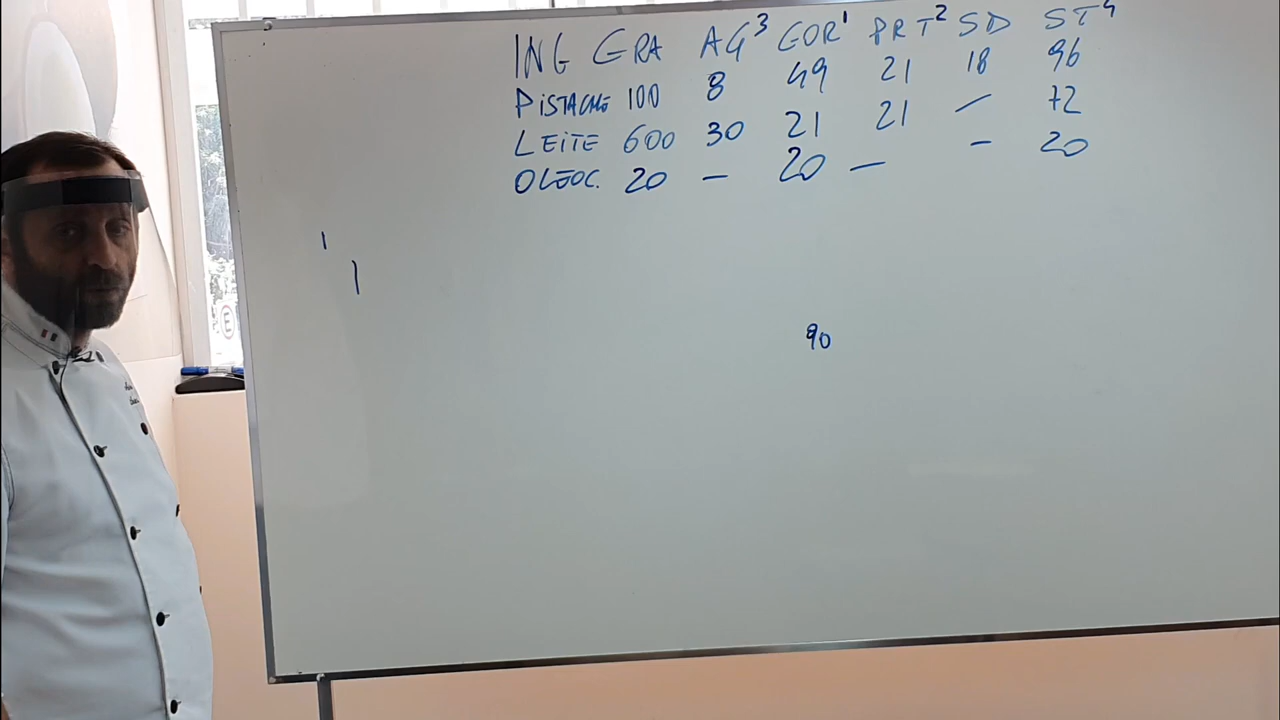 ING GRA AG³ GOR¹ PRT² SD ST⁴
PISTACHE 100 8 49 21 18 96
LEITE 600 30 21 21 — 72
OLEOC. 20 — 20 — - 20
90
E